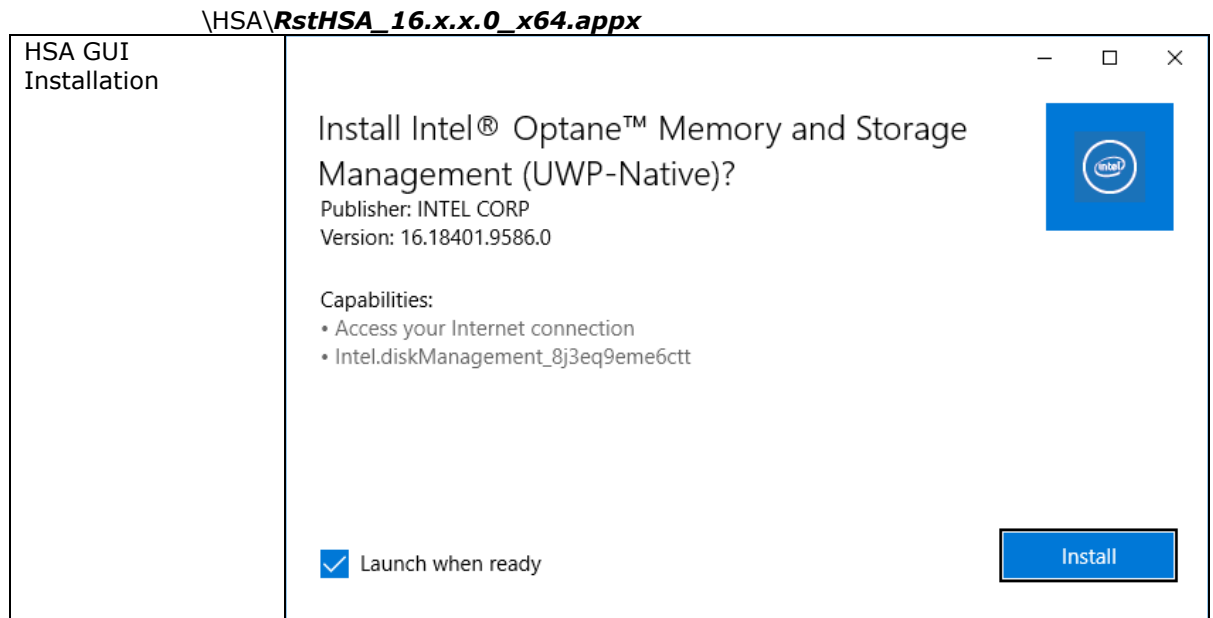 \HSA\RstHSA_16.x.x.0_x64.appx
HSA GUI
Installation
Install Intel® Optane™ Memory and Storage
Management (UWP-Native)?
Publisher: INTEL CORP
Version: 16.18401.9586.0
intel
Capabilities:
• Access your Internet connection
• Intel.diskManagement_8j3eq9eme6ctt
Launch when ready
Install